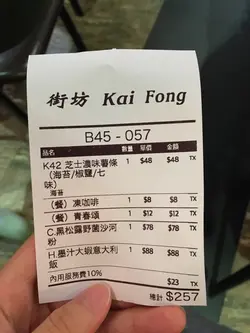 街坊 Kai Fong
B45 - 057
品名 數量 單價 金額
K42 芝士濃味薯條 1 $48 $48 TX
(海苔/椒鹽/七
味)
海苔
(餐) 凍咖啡 1 $8 $8 TX
(餐) 青春頌 1 $12 $12 TX
C.黑松露野菌沙河 1 $78 $78 TX
粉
H.墨汁大蝦意大利 1 $88 $88 TX
飯
內用服務費10% $23 TX
總計 $257